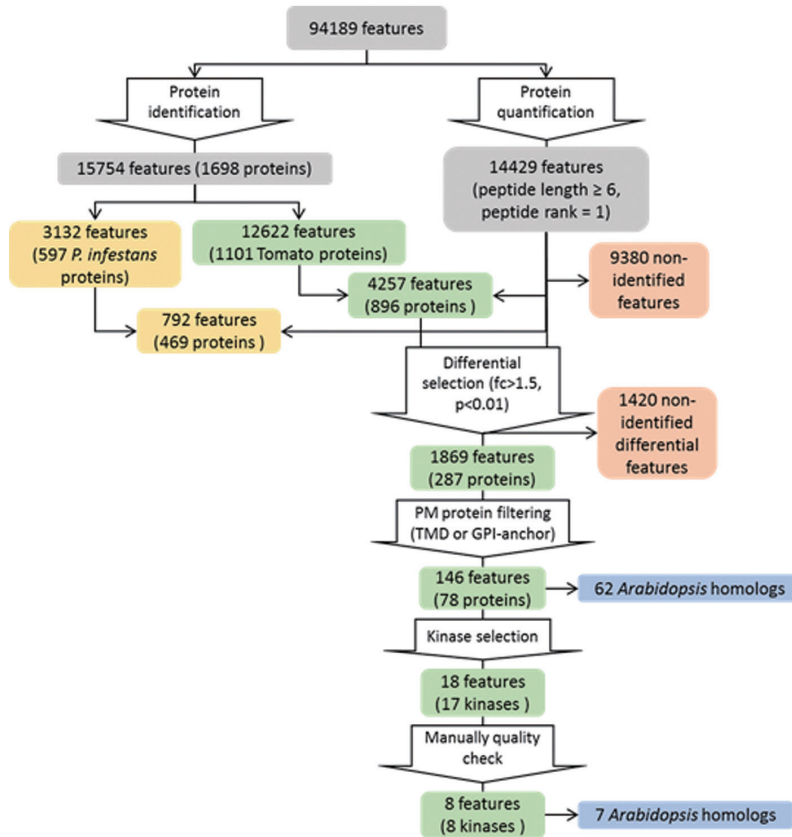 94189 features
Protein
identification
Protein
quantification
15754 features (1698 proteins)
14429 features
(peptide length ≥ 6,
peptide rank = 1)
3132 features
(597 P. infestans
proteins)
12622 features
(1101 Tomato proteins)
9380 non-
identified
features
4257 features
(896 proteins )
792 features
(469 proteins )
Differential
selection (fc>1.5,
p<0.01)
1420 non-
identified
differential
features
1869 features
(287 proteins)
PM protein filtering
(TMD or GPI-anchor)
146 features
(78 proteins)
62 Arabidopsis homologs
Kinase selection
18 features
(17 kinases )
Manually quality
check
8 features
(8 kinases )
7 Arabidopsis homologs